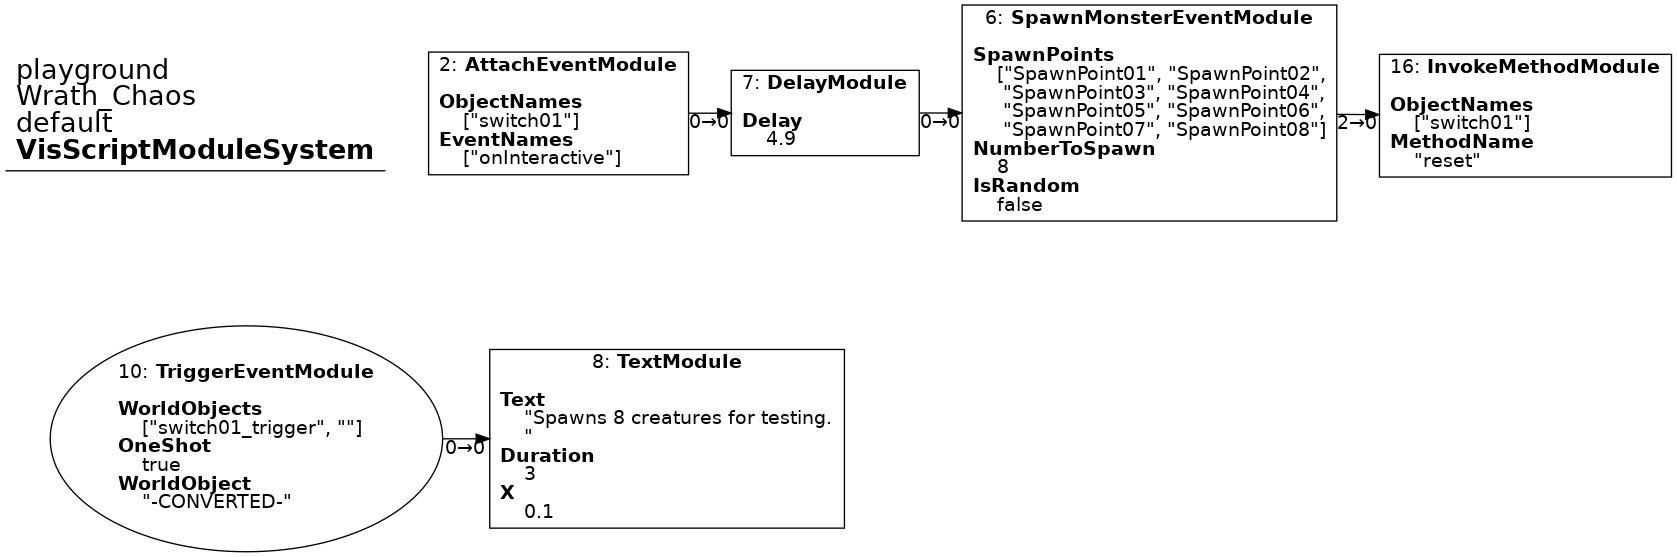 playground
Wrath_Chaos
default
VisScriptModuleSystem
2: AttachEventModule
ObjectNames
["switch01"]
EventNames
["onInteractive"]
0→0
7: DelayModule
Delay
4.9
0→0
6: SpawnMonsterEventModule
SpawnPoints
["SpawnPoint01", "SpawnPoint02",
"SpawnPoint03", "SpawnPoint04",
"SpawnPoint05", "SpawnPoint06",
"SpawnPoint07", "SpawnPoint08"]
NumberToSpawn
8
IsRandom
false
2→0
16: InvokeMethodModule
ObjectNames
["switch01"]
MethodName
"reset"
10: TriggerEventModule
WorldObjects
["switch01_trigger", ""]
OneShot
true
WorldObject
"-CONVERTED-"
0→0
8: TextModule
Text
"Spawns 8 creatures for testing.
"
Duration
3
X
0.1